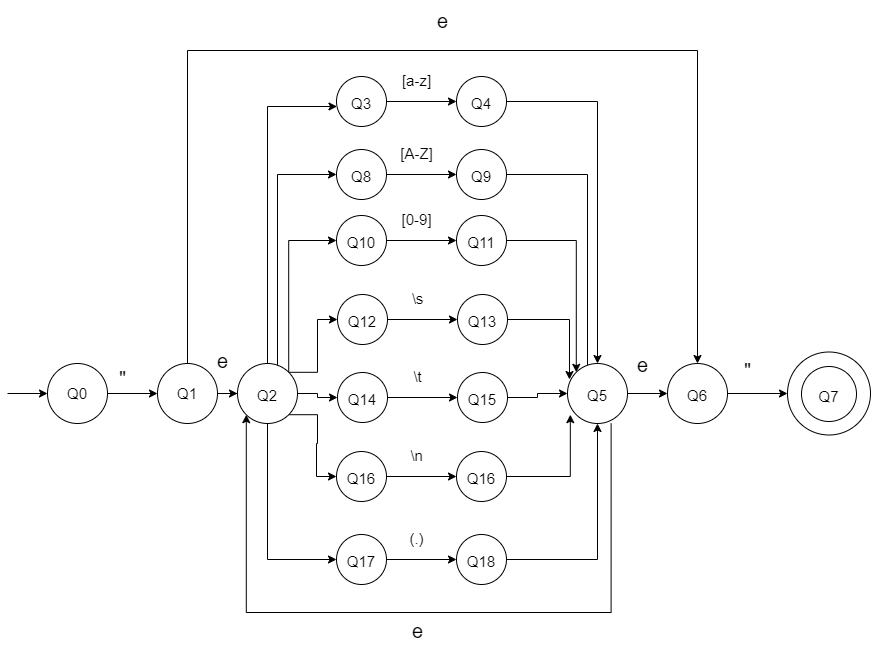 e
[a-z]
Q3
Q4
[A-Z]
Q8
Q9
[0-9]
Q10
Q11
\s
Q12
Q13
"
e
\t
e
"
Q0
Q1
Q2
Q14
Q15
Q5
Q6
Q7
\n
Q16
Q16
(.)
Q17
Q18
e